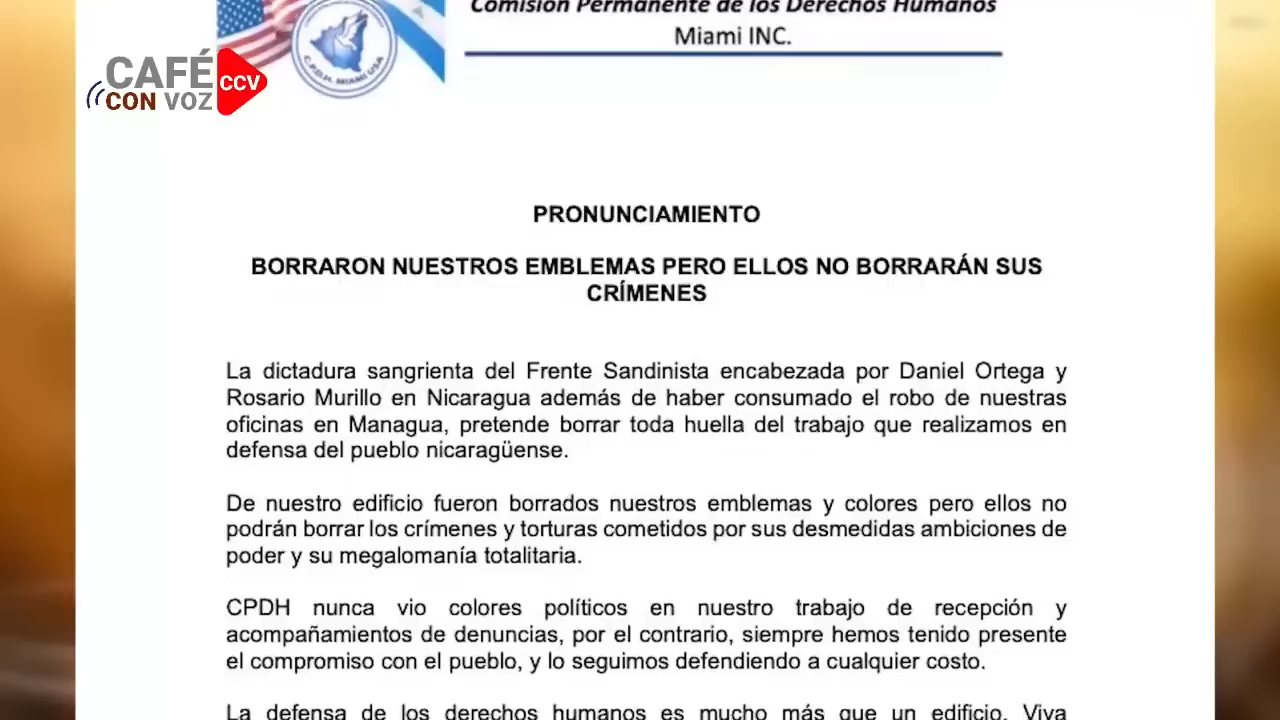 Comisión Permanente de los Derechos Humanos
Miami INC.
C.P.D.H. MIAMI USA
CAFÉ
CON VOZ
CCV
PRONUNCIAMIENTO
BORRARON NUESTROS EMBLEMAS PERO ELLOS NO BORRARÁN SUS
CRÍMENES
La dictadura sangrienta del Frente Sandinista encabezada por Daniel Ortega y
Rosario Murillo en Nicaragua además de haber consumado el robo de nuestras
oficinas en Managua, pretende borrar toda huella del trabajo que realizamos en
defensa del pueblo nicaragüense.
De nuestro edificio fueron borrados nuestros emblemas y colores pero ellos no
podrán borrar los crímenes y torturas cometidos por sus desmedidas ambiciones de
poder y su megalomanía totalitaria.
CPDH nunca vio colores políticos en nuestro trabajo de recepción y
acompañamientos de denuncias, por el contrario, siempre hemos tenido presente
el compromiso con el pueblo, y lo seguimos defendiendo a cualquier costo.
La defensa de los derechos humanos es mucho más que un edificio. Viva